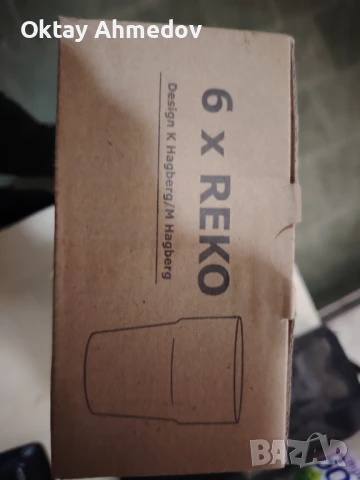 Oktay Ahmedov
6 x REKO
Design K Hagberg/M Hagberg
BAZAR